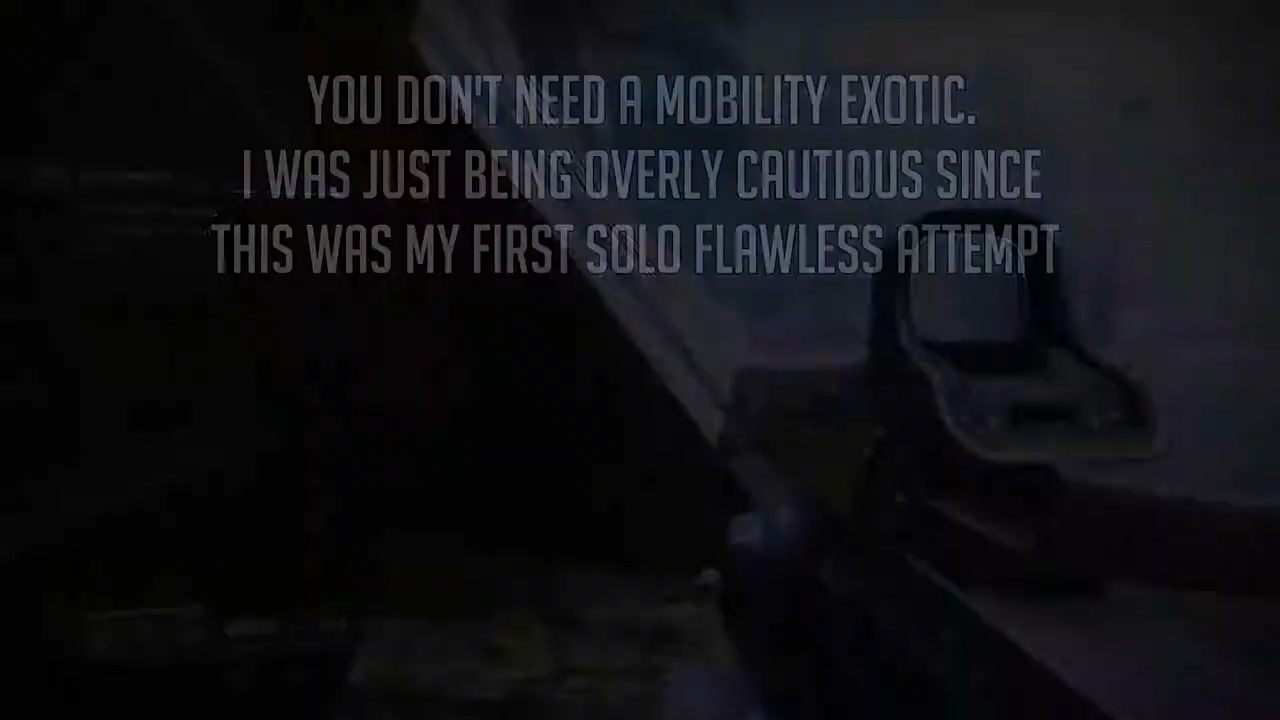 YOU DON'T NEED A MOBILITY EXOTIC.
I WAS JUST BEING OVERLY CAUTIOUS SINCE
THIS WAS MY FIRST SOLO FLAWLESS ATTEMPT